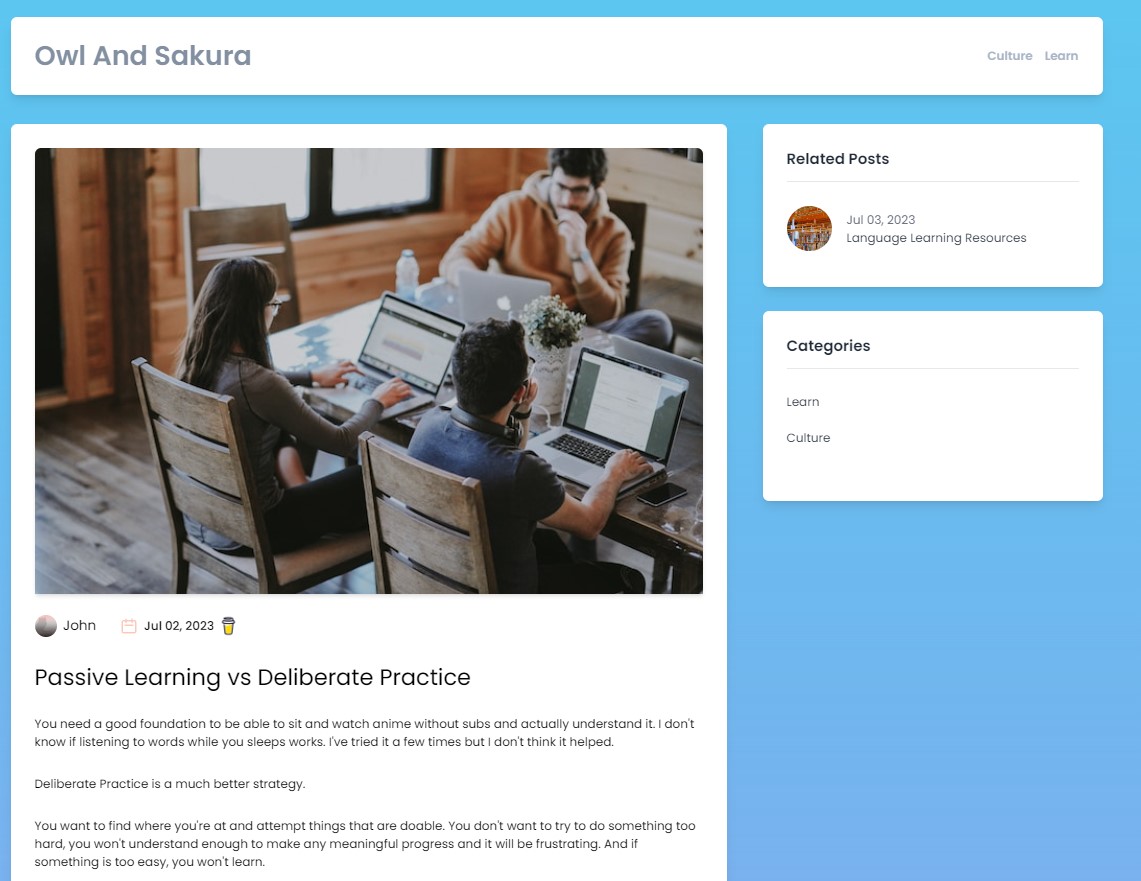 Owl And Sakura
Culture Learn
Related Posts
Jul 03, 2023
Language Learning Resources
Categories
Learn
Culture
John Jul 02, 2023
Passive Learning vs Deliberate Practice
You need a good foundation to be able to sit and watch anime without subs and actually understand it. I don't
know if listening to words while you sleeps works. I've tried it a few times but I don't think it helped.
Deliberate Practice is a much better strategy.
You want to find where you're at and attempt things that are doable. You don't want to try to do something too
hard, you won't understand enough to make any meaningful progress and it will be frustrating. And if
something is too easy, you won't learn.